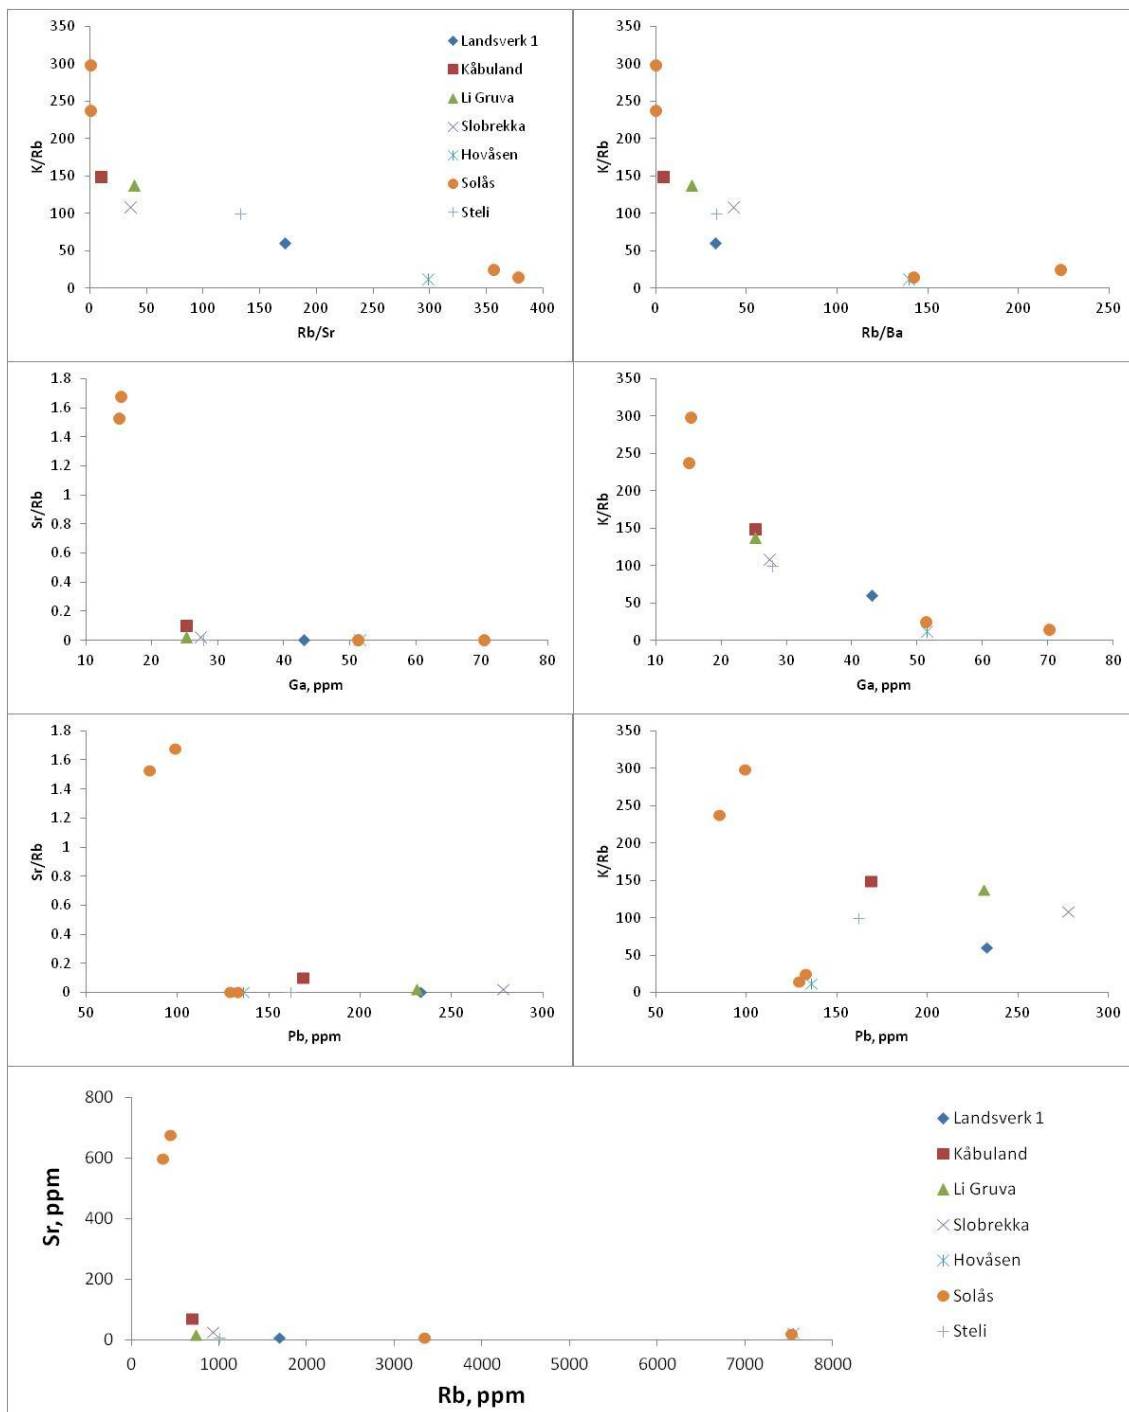 350
300
250
200
150
100
50
0
K/Rb
0 50 100 150 200 250 300 350 400
Rb/Sr
Landsverk 1
Kåbuland
Li Gruva
Slobrekka
Hovåsen
Solås
Steli
350
300
250
200
150
100
50
0
K/Rb
0 50 100 150 200 250
Rb/Ba
1.8
1.6
1.4
1.2
1
0.8
0.6
0.4
0.2
0
Sr/Rb
10 20 30 40 50 60 70 80
Ga, ppm
350
300
250
200
150
100
50
0
K/Rb
10 20 30 40 50 60 70 80
Ga, ppm
1.8
1.6
1.4
1.2
1
0.8
0.6
0.4
0.2
0
Sr/Rb
50 100 150 200 250 300
Pb, ppm
350
300
250
200
150
100
50
0
K/Rb
50 100 150 200 250 300
Pb, ppm
800
600
400
200
0
Sr, ppm
0 1000 2000 3000 4000 5000 6000 7000 8000
Rb, ppm
Landsverk 1
Kåbuland
Li Gruva
Slobrekka
Hovåsen
Solås
Steli